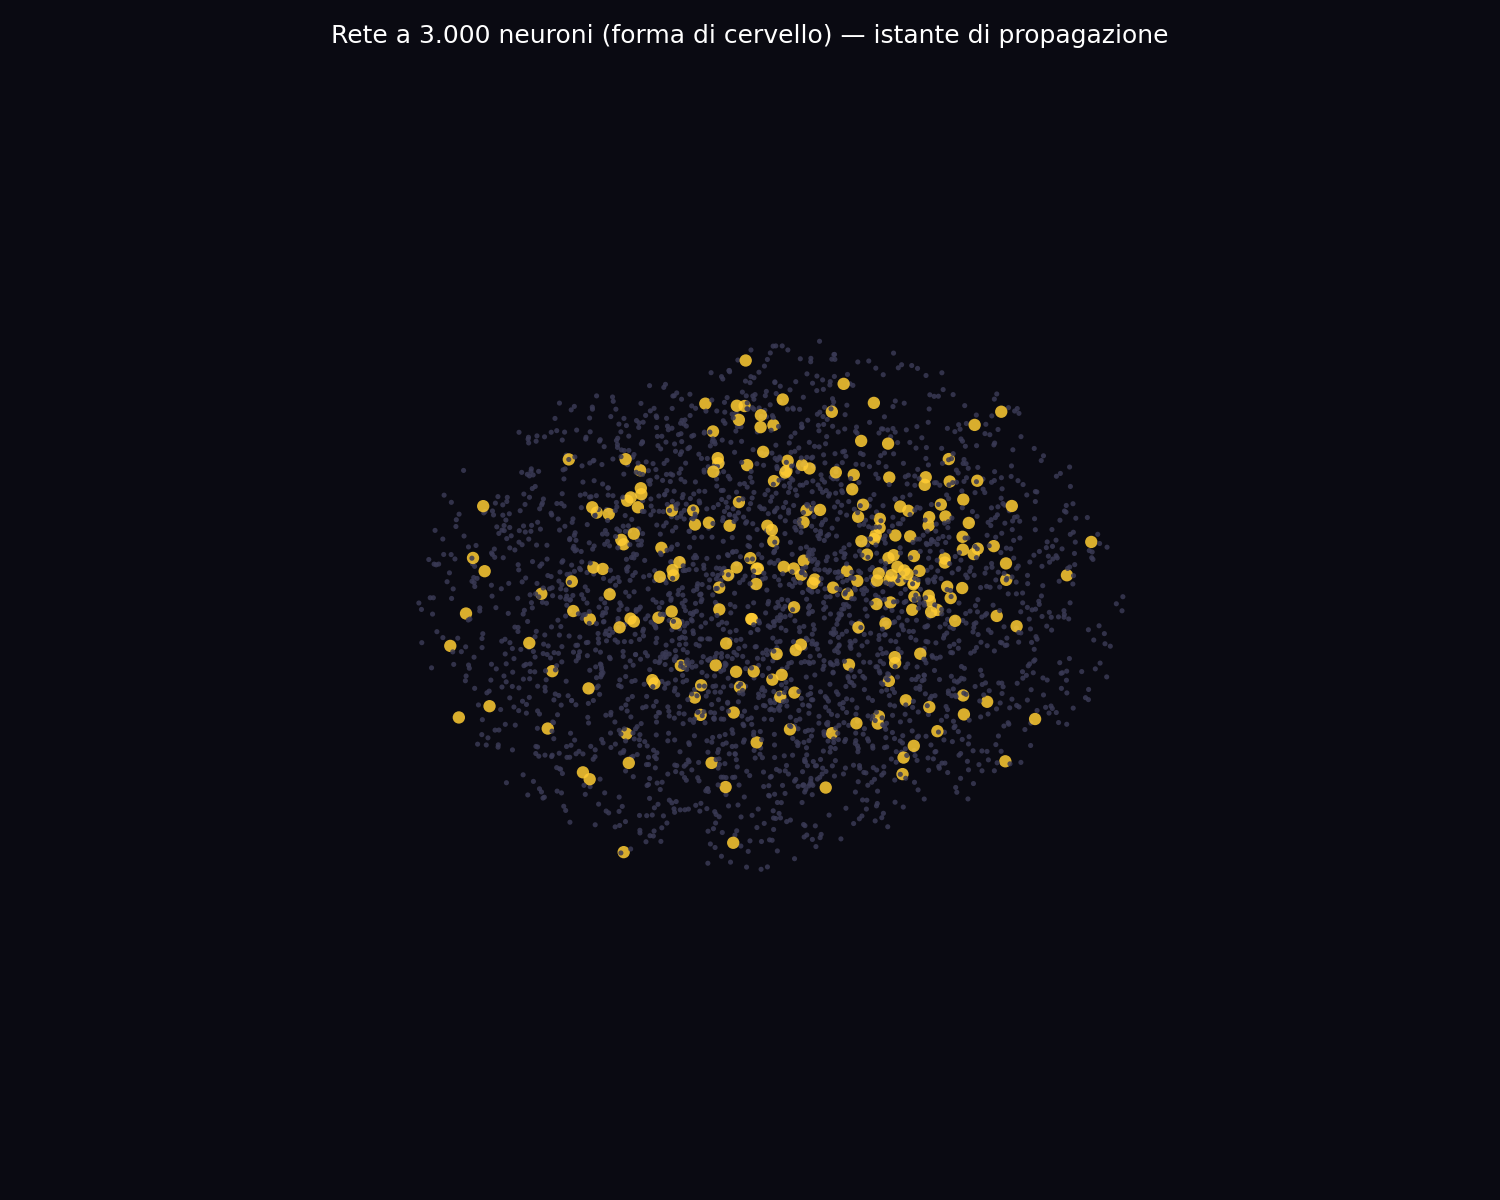 Rete a 3.000 neuroni (forma di cervello) — istante di propagazione